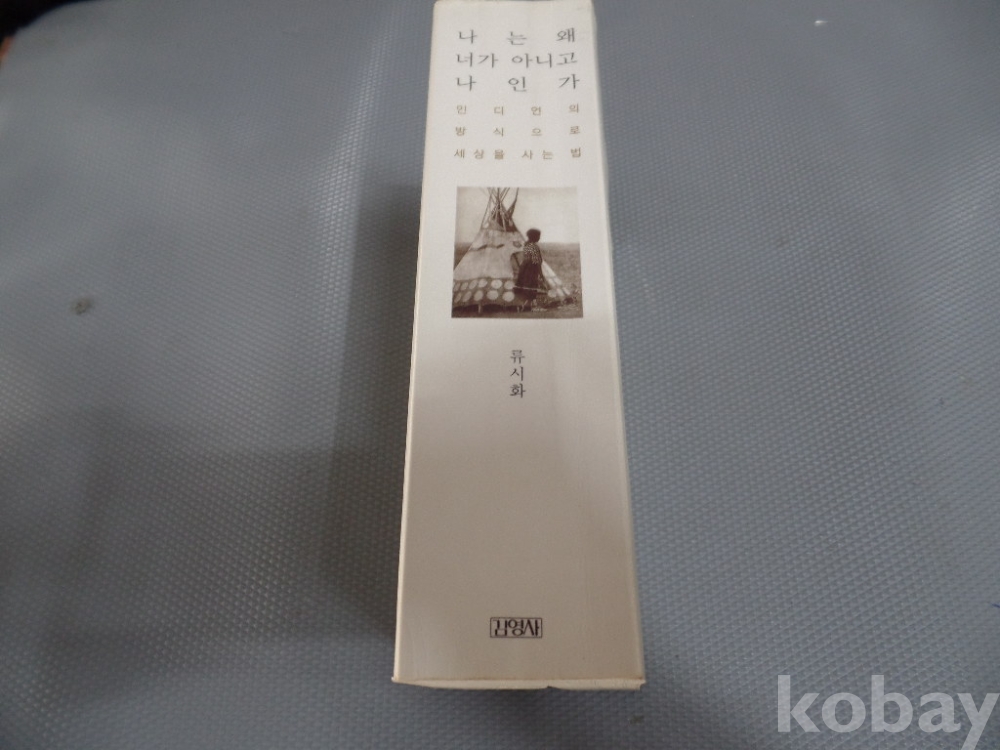 나는 왜
너가 아니고
나인가
인디언의
방식으로
세상을 사는 법
류시화
김영사
kobay